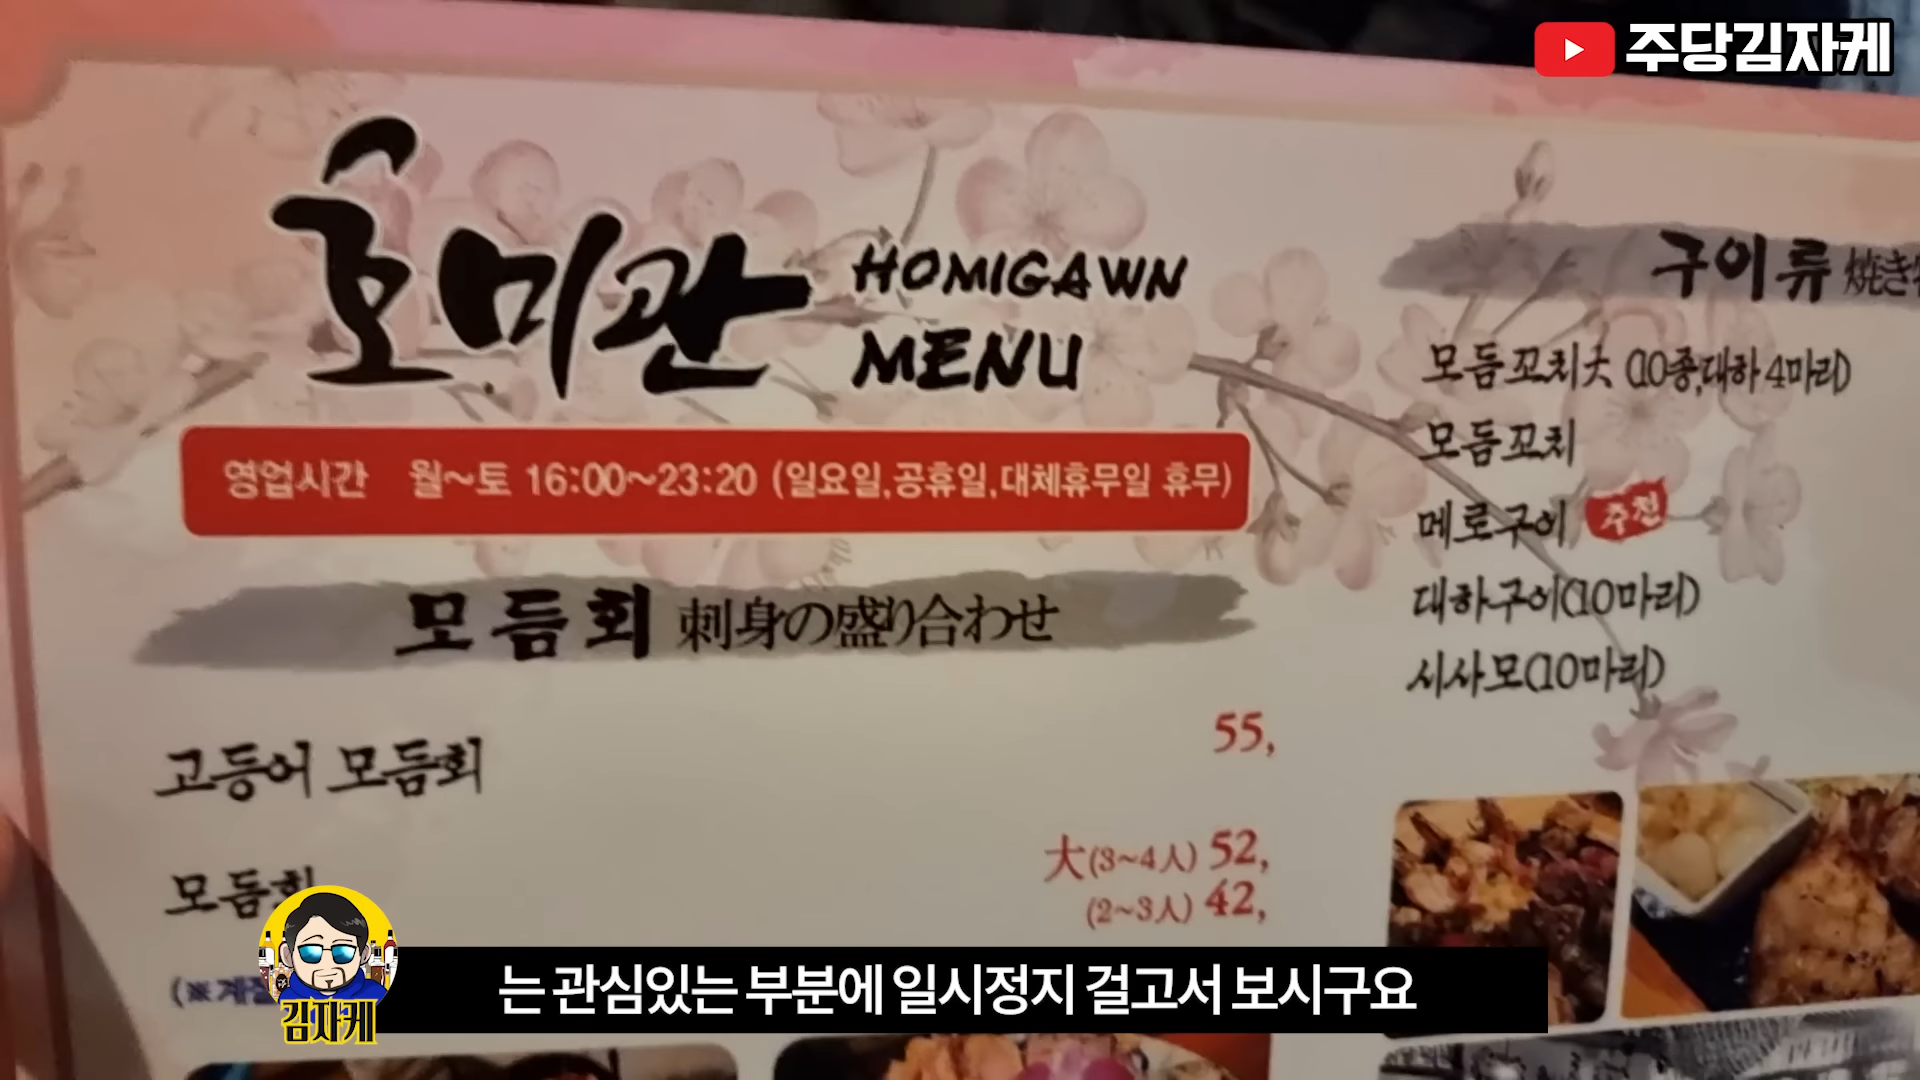 주당김자케
호미관
HOMIGAWN
MENU
영업시간 월~토 16:00~23:20 (일요일,공휴일,대체휴무일 휴무)
모듬회 刺身の盛り合わせ
고등어 모듬회 55,
모듬회 大(3~4人) 52,
(2~3人) 42,
(※계절
구이류 焼き
모듬꼬치大 (10종,대하4마리)
모듬꼬치
메로구이 추천
대하구이(10마리)
시사모(10마리)
김자케
는 관심있는 부분에 일시정지 걸고서 보시구요